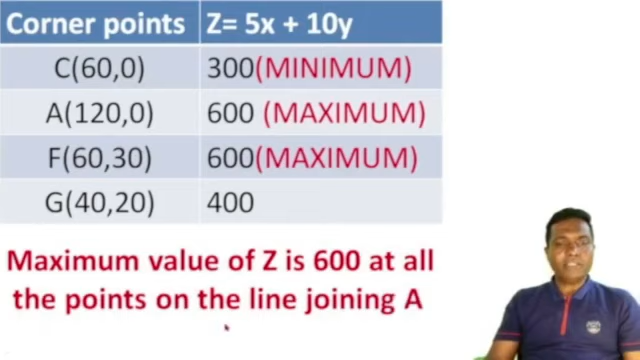 Corner points Z= 5x + 10y
C(60,0) 300(MINIMUM)
A(120,0) 600 (MAXIMUM)
F(60,30) 600(MAXIMUM)
G(40,20) 400
Maximum value of Z is 600 at all
the points on the line joining A